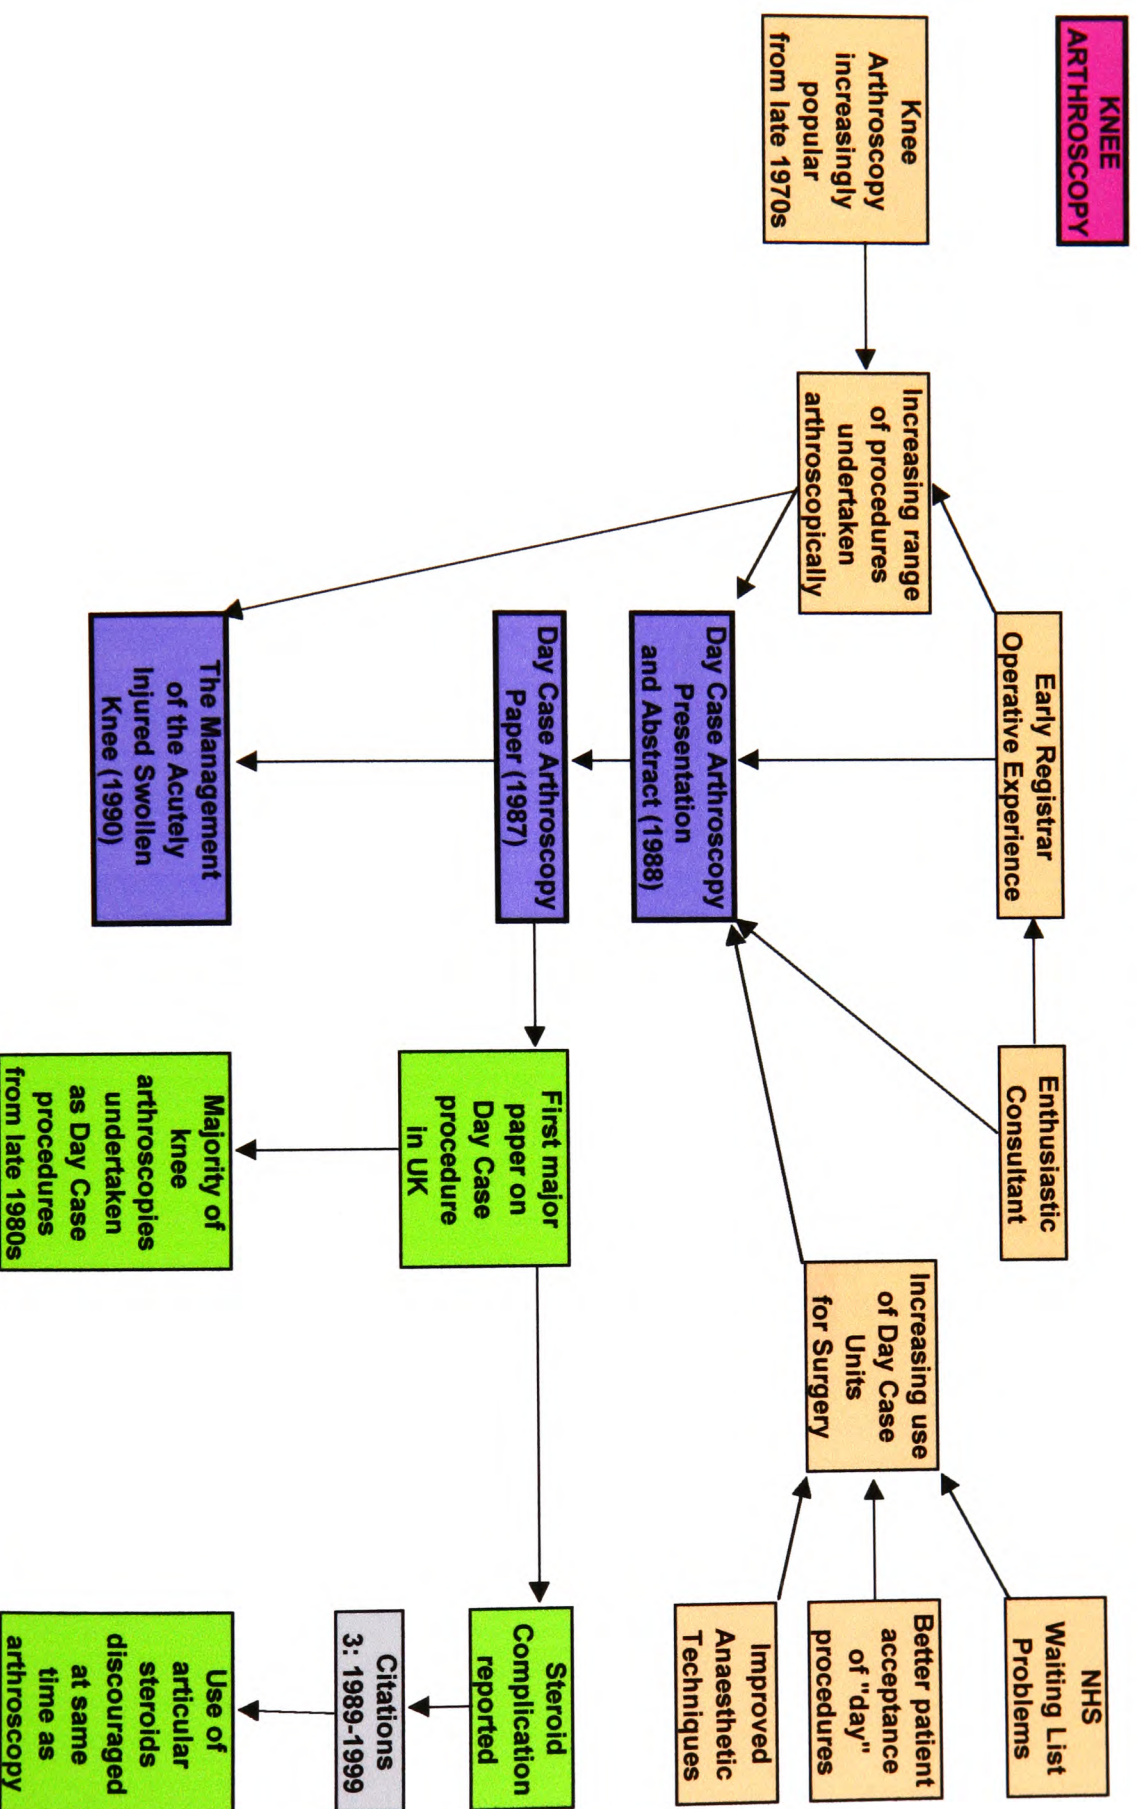 KNEE
ARTHROSCOPY
Knee
Arthroscopy
increasingly
popular
from late 1970s
Increasing range
of procedures
undertaken
arthroscopically
Early Registrar
Operative Experience
Enthusiastic
Consultant
Increasing use
of Day Case
Units
for Surgery
NHS
Waiting List
Problems
Better patient
acceptance
of "day"
procedures
Improved
Anaesthetic
Techniques
Day Case Arthroscopy
Presentation
and Abstract (1988)
Day Case Arthroscopy
Paper (1987)
The Management
of the Acutely
Injured Swollen
Knee (1990)
First major
paper on
Day Case
procedure
in UK
Majority of
knee
arthroscopies
undertaken
as Day Case
procedures
from late 1980s
Steroid
Complication
reported
Citations
3: 1989-1999
Use of
articular
steroids
discouraged
at same
time as
arthroscopy